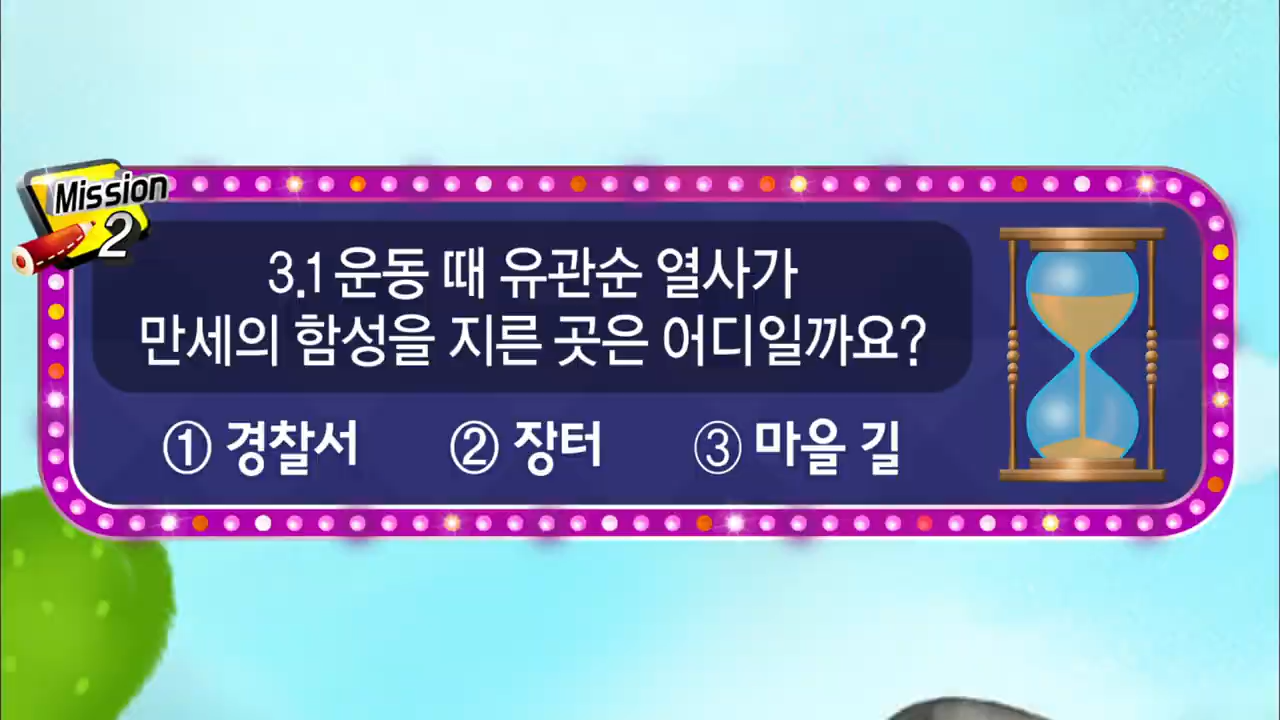 Mission
2
3.1운동 때 유관순 열사가
만세의 함성을 지른 곳은 어디일까요?
① 경찰서 ② 장터 ③ 마을 길